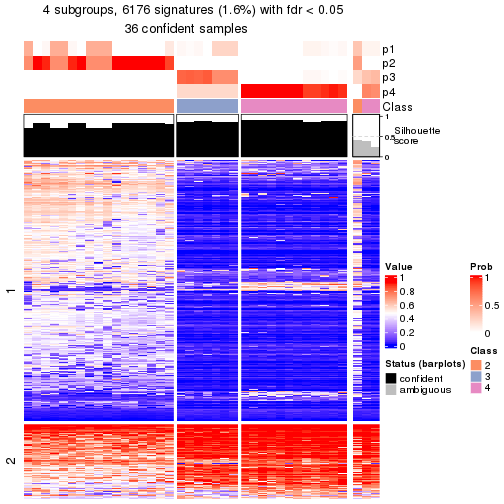 4 subgroups, 6176 signatures (1.6%) with fdr < 0.05
36 confident samples
p1
p2
p3
p4
Class
1
0.5
0
Silhouette
score
1
2
Value
1
0.8
0.6
0.4
0.2
0
Prob
1
0.5
0
Status (barplots)
confident
ambiguous
Class
2
3
4